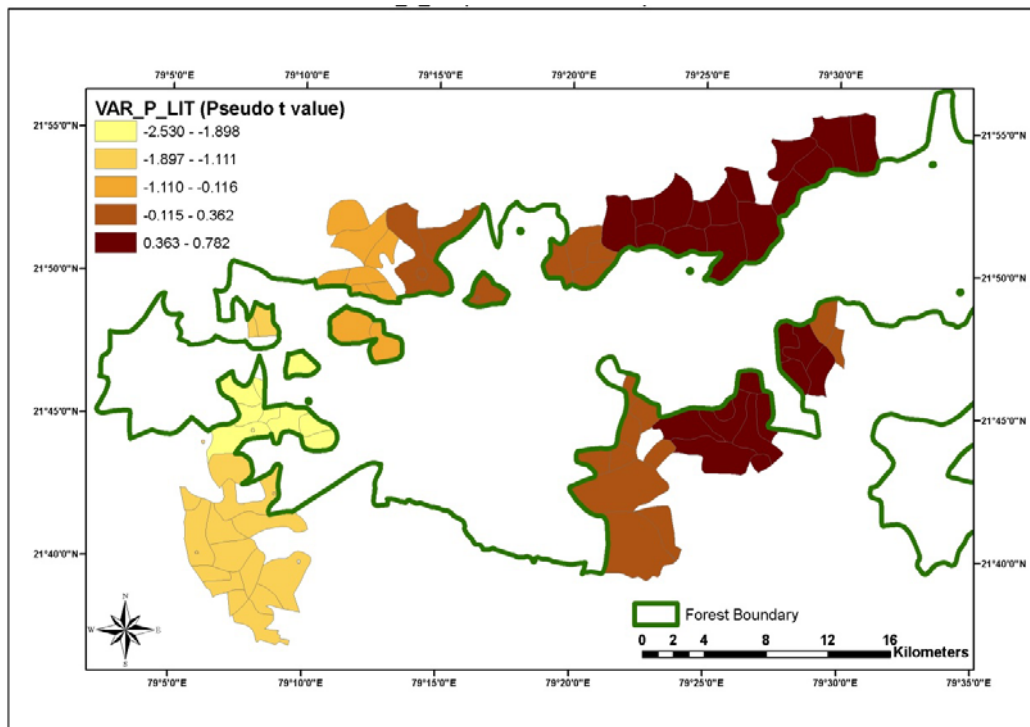 79°5'0"E 79°10'0"E 79°15'0"E 79°20'0"E 79°25'0"E 79°30'0"E
VAR_P_LIT (Pseudo t value)
-2.530 - -1.898
-1.897 - -1.111
-1.110 - -0.116
-0.115 - 0.362
0.363 - 0.782
21°55'0"N 21°55'0"N
21°50'0"N 21°50'0"N
21°45'0"N 21°45'0"N
21°40'0"N 21°40'0"N
N
W E
S
Forest Boundary
0 2 4 8 12 16
Kilometers
79°5'0"E 79°10'0"E 79°15'0"E 79°20'0"E 79°25'0"E 79°30'0"E 79°35'0"E